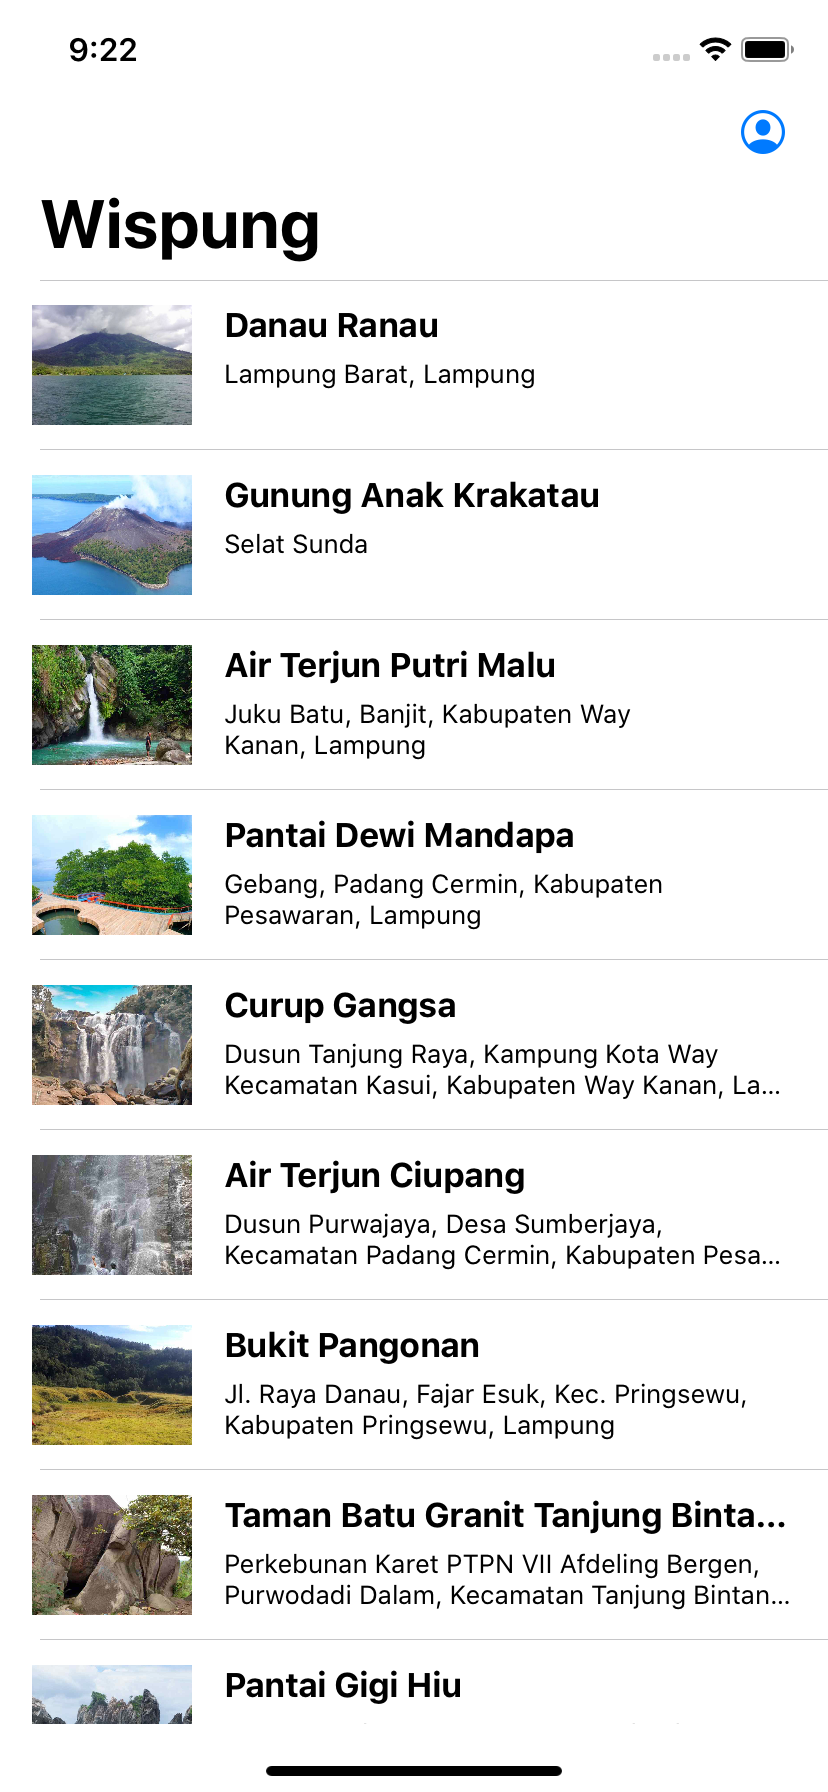 9:22
Wispung
Danau Ranau
Lampung Barat, Lampung
Gunung Anak Krakatau
Selat Sunda
Air Terjun Putri Malu
Juku Batu, Banjit, Kabupaten Way
Kanan, Lampung
Pantai Dewi Mandapa
Gebang, Padang Cermin, Kabupaten
Pesawaran, Lampung
Curup Gangsa
Dusun Tanjung Raya, Kampung Kota Way
Kecamatan Kasui, Kabupaten Way Kanan, La...
Air Terjun Ciupang
Dusun Purwajaya, Desa Sumberjaya,
Kecamatan Padang Cermin, Kabupaten Pesa...
Bukit Pangonan
Jl. Raya Danau, Fajar Esuk, Kec. Pringsewu,
Kabupaten Pringsewu, Lampung
Taman Batu Granit Tanjung Binta...
Perkebunan Karet PTPN VII Afdeling Bergen,
Purwodadi Dalam, Kecamatan Tanjung Bintan...
Pantai Gigi Hiu